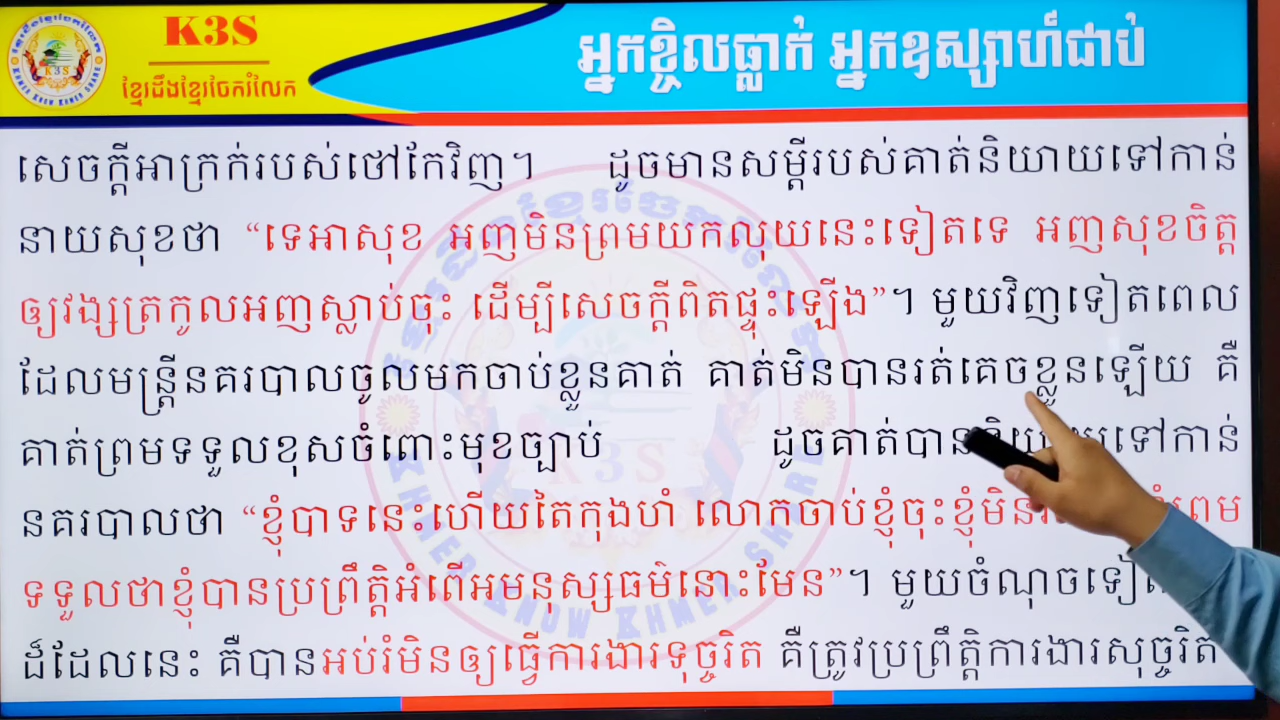 K3S
ខ្មែរដឹងខ្មែរចែករំលែក
អ្នកខ្ជិលធ្លាក់ អ្នកឧស្សាហ៍ជាប់
សេចក្តីអាក្រក់របស់ថៅកែវិញ។ ដូចមានសម្តីរបស់គាត់និយាយទៅកាន់
នាយសុខថា “ទេអាសុខ អញមិនព្រមយកលុយនេះទៀតទេ អញសុខចិត្ត
ឲ្យវង្សត្រកូលអញស្លាប់ចុះ ដើម្បីសេចក្តីពិតផ្ទុះឡើង”។ មួយវិញទៀតពេល
ដែលមន្ត្រីនគរបាលចូលមកចាប់ខ្លួនគាត់ គាត់មិនបានរត់គេចខ្លួនឡើយ គឺ
គាត់ព្រមទទួលខុសចំពោះមុខច្បាប់ ដូចគាត់បាននិយាយទៅកាន់
នគរបាលថា “ខ្ញុំបាទនេះហើយតៃកុងហំ លោកចាប់ខ្ញុំចុះខ្ញុំមិន
ទទួលថាខ្ញុំបានប្រព្រឹត្តិអំពើអមនុស្សធម៌នោះមែន”។ មួយចំណុចទៀត
ដ៏ដែលនេះ គឺបានអប់រំមិនឲ្យធ្វើការងារទុច្ចរិត គឺត្រូវប្រព្រឹត្តិការងារសុច្ចរិត